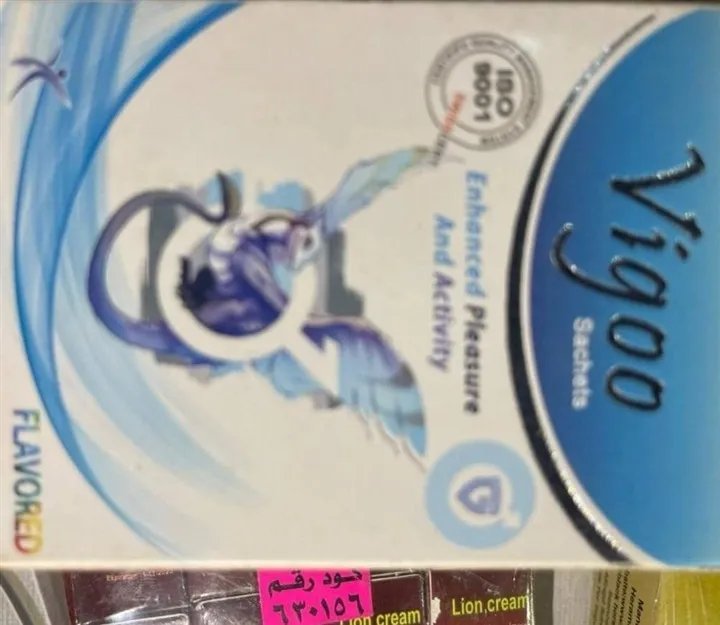 Vigoo
Sachets
ISO
9001
Enhanced Pleasure
And Activity
FLAVORED
كود رقم
٦٣٠١٥٦
Lion cream
Lion cream